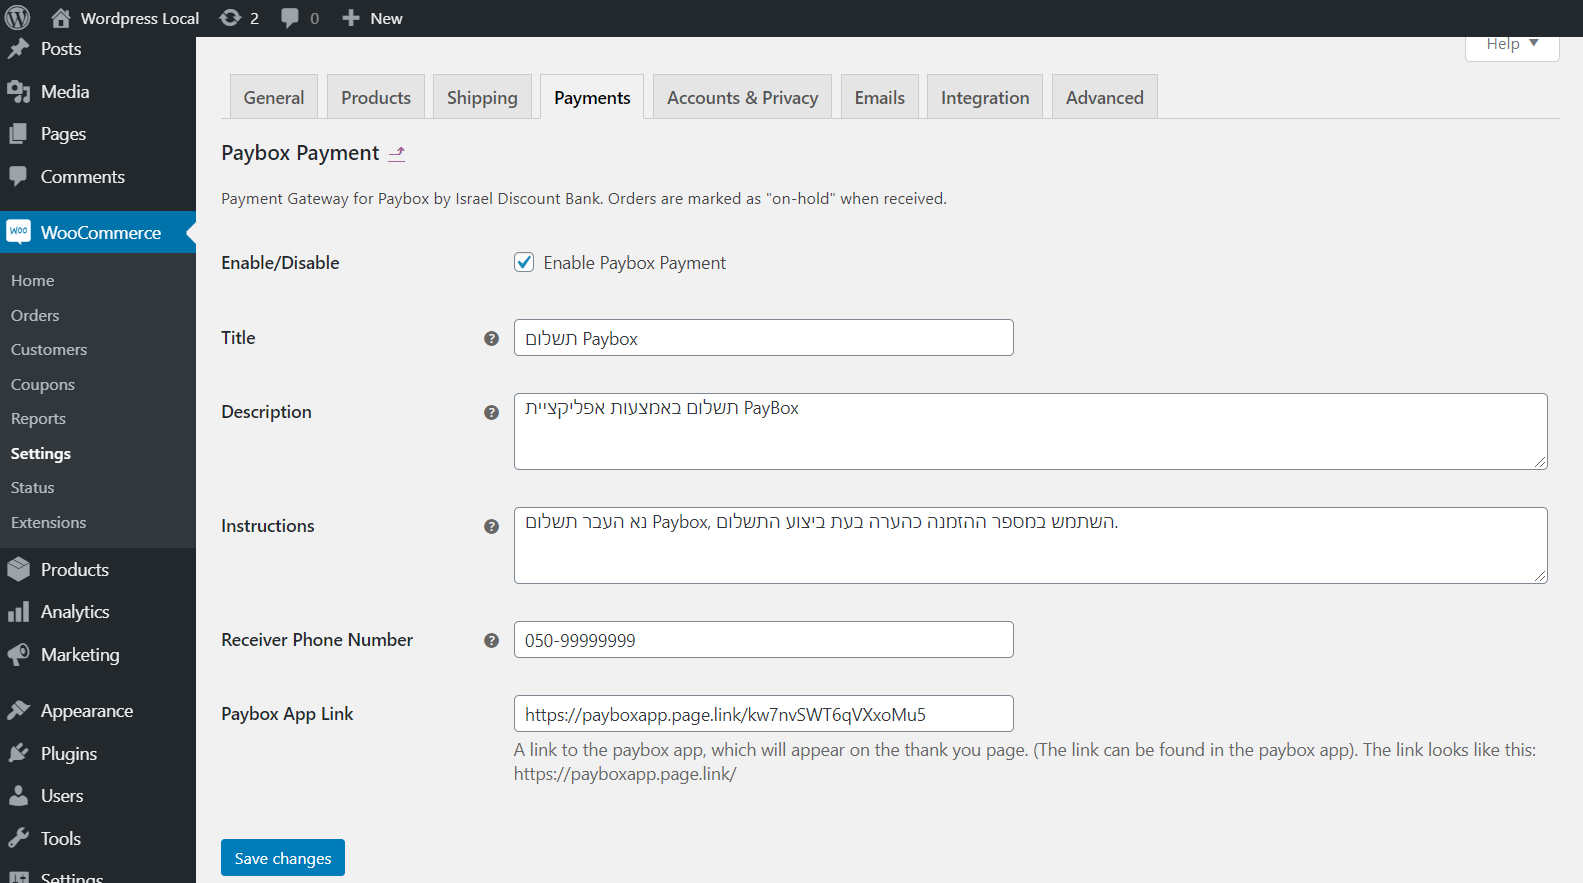 Wordpress Local 2 0 New
Help
Posts
Media
Pages
Comments
WOO WooCommerce
Home
Orders
Customers
Coupons
Reports
Settings
Status
Extensions
Products
Analytics
Marketing
Appearance
Plugins
Users
Tools
Settings
General Products Shipping Payments Accounts & Privacy Emails Integration Advanced
Paybox Payment
Payment Gateway for Paybox by Israel Discount Bank. Orders are marked as "on-hold" when received.
Enable/Disable Enable Paybox Payment
Title ? תשלום Paybox
Description ? תשלום באמצעות אפליקציית PayBox
Instructions ? נא העבר תשלום Paybox, השתמש במספר ההזמנה כהערה בעת ביצוע התשלום.
Receiver Phone Number ? 050-99999999
Paybox App Link https://payboxapp.page.link/kw7nvSWT6qVXxoMu5
A link to the paybox app, which will appear on the thank you page. (The link can be found in the paybox app). The link looks like this:
https://payboxapp.page.link/
Save changes